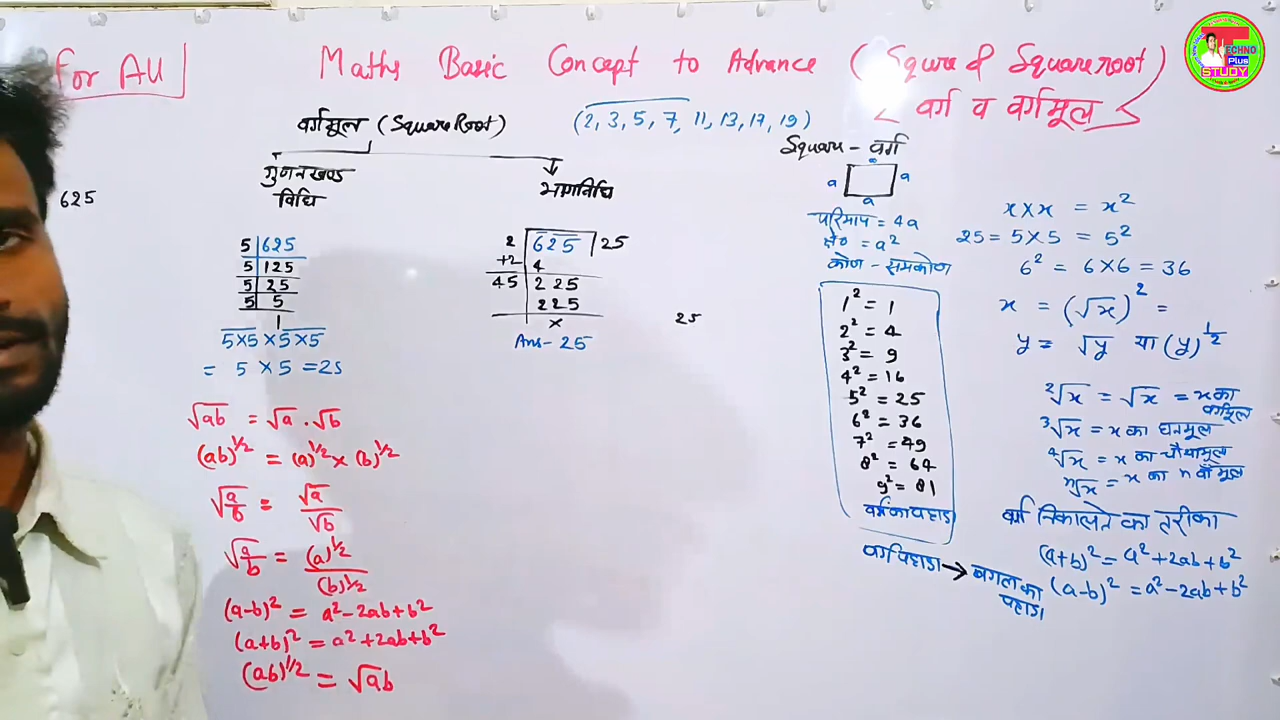 for All
Maths Basic Concept to Advance (Squre & Square root)
< वर्ग व वर्गमूल >
TECHNO
Plus
STUDY
वर्गमूल (Square Root)
(2, 3, 5, 7, 11, 13, 17, 19)
गुणनखण्ड
विधि
भागविधि
625
5 | 625
5 | 125
5 | 25
5 | 5
1
5×5 × 5×5
= 5 × 5 = 25
2 | 625 | 25
+2 | 4
45 | 225
225
×
Ans - 25
25
√ab = √a . √b
(ab)^1/2 = (a)^1/2 × (b)^1/2
√a/b = √a/√b
√a/b = (a)^1/2/(b)^1/2
(a-b)² = a²-2ab+b²
(a+b)² = a²+2ab+b²
(ab)^1/2 = √ab
Square - वर्ग
a
a a
a
परिमाप = 4a
क्षे० = a²
कोण - समकोण
1² = 1
2² = 4
3² = 9
4² = 16
5² = 25
6² = 36
7² = 49
8² = 64
9² = 81
वर्ग का पहाड़ा
वर्ग पहाड़ा → बगल का
पहाड़ा
x × x = x²
25 = 5×5 = 5²
6² = 6×6 = 36
x = (√x)² =
y = √y या (y)^1/2
²√x = √x = x का
वर्गमूल
³√x = x का घनमूल
⁴√x = x का चौथामूल
ⁿ√x = x का n वाँ मूल
वर्ग निकालने का तरीका
(a+b)² = a²+2ab+b²
(a-b)² = a²-2ab+b²